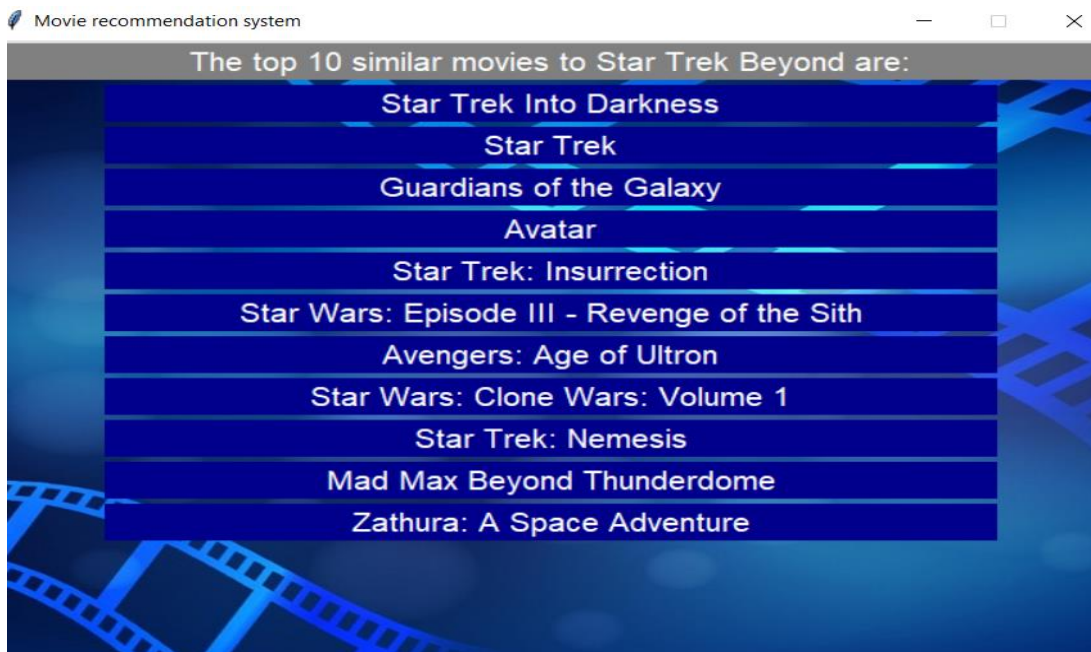 Movie recommendation system
The top 10 similar movies to Star Trek Beyond are:
Star Trek Into Darkness
Star Trek
Guardians of the Galaxy
Avatar
Star Trek: Insurrection
Star Wars: Episode III - Revenge of the Sith
Avengers: Age of Ultron
Star Wars: Clone Wars: Volume 1
Star Trek: Nemesis
Mad Max Beyond Thunderdome
Zathura: A Space Adventure